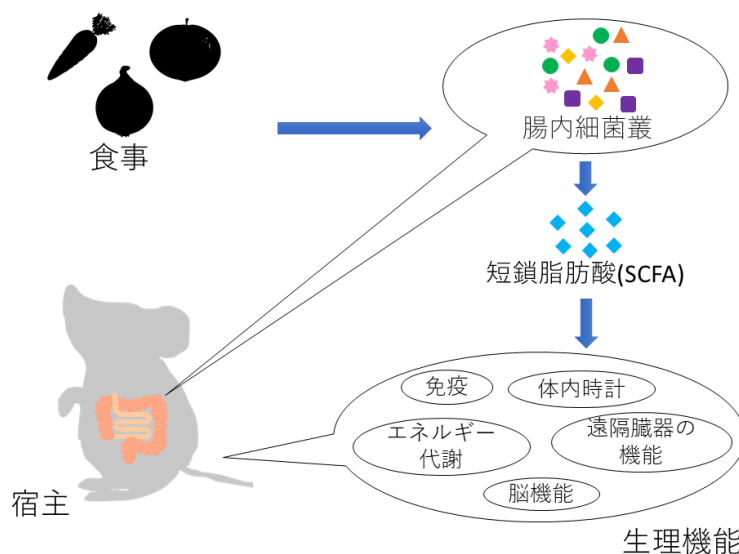 食事
腸内細菌叢
短鎖脂肪酸(SCFA)
免疫
体内時計
エネルギー
代謝
遠隔臓器の
機能
脳機能
宿主
生理機能